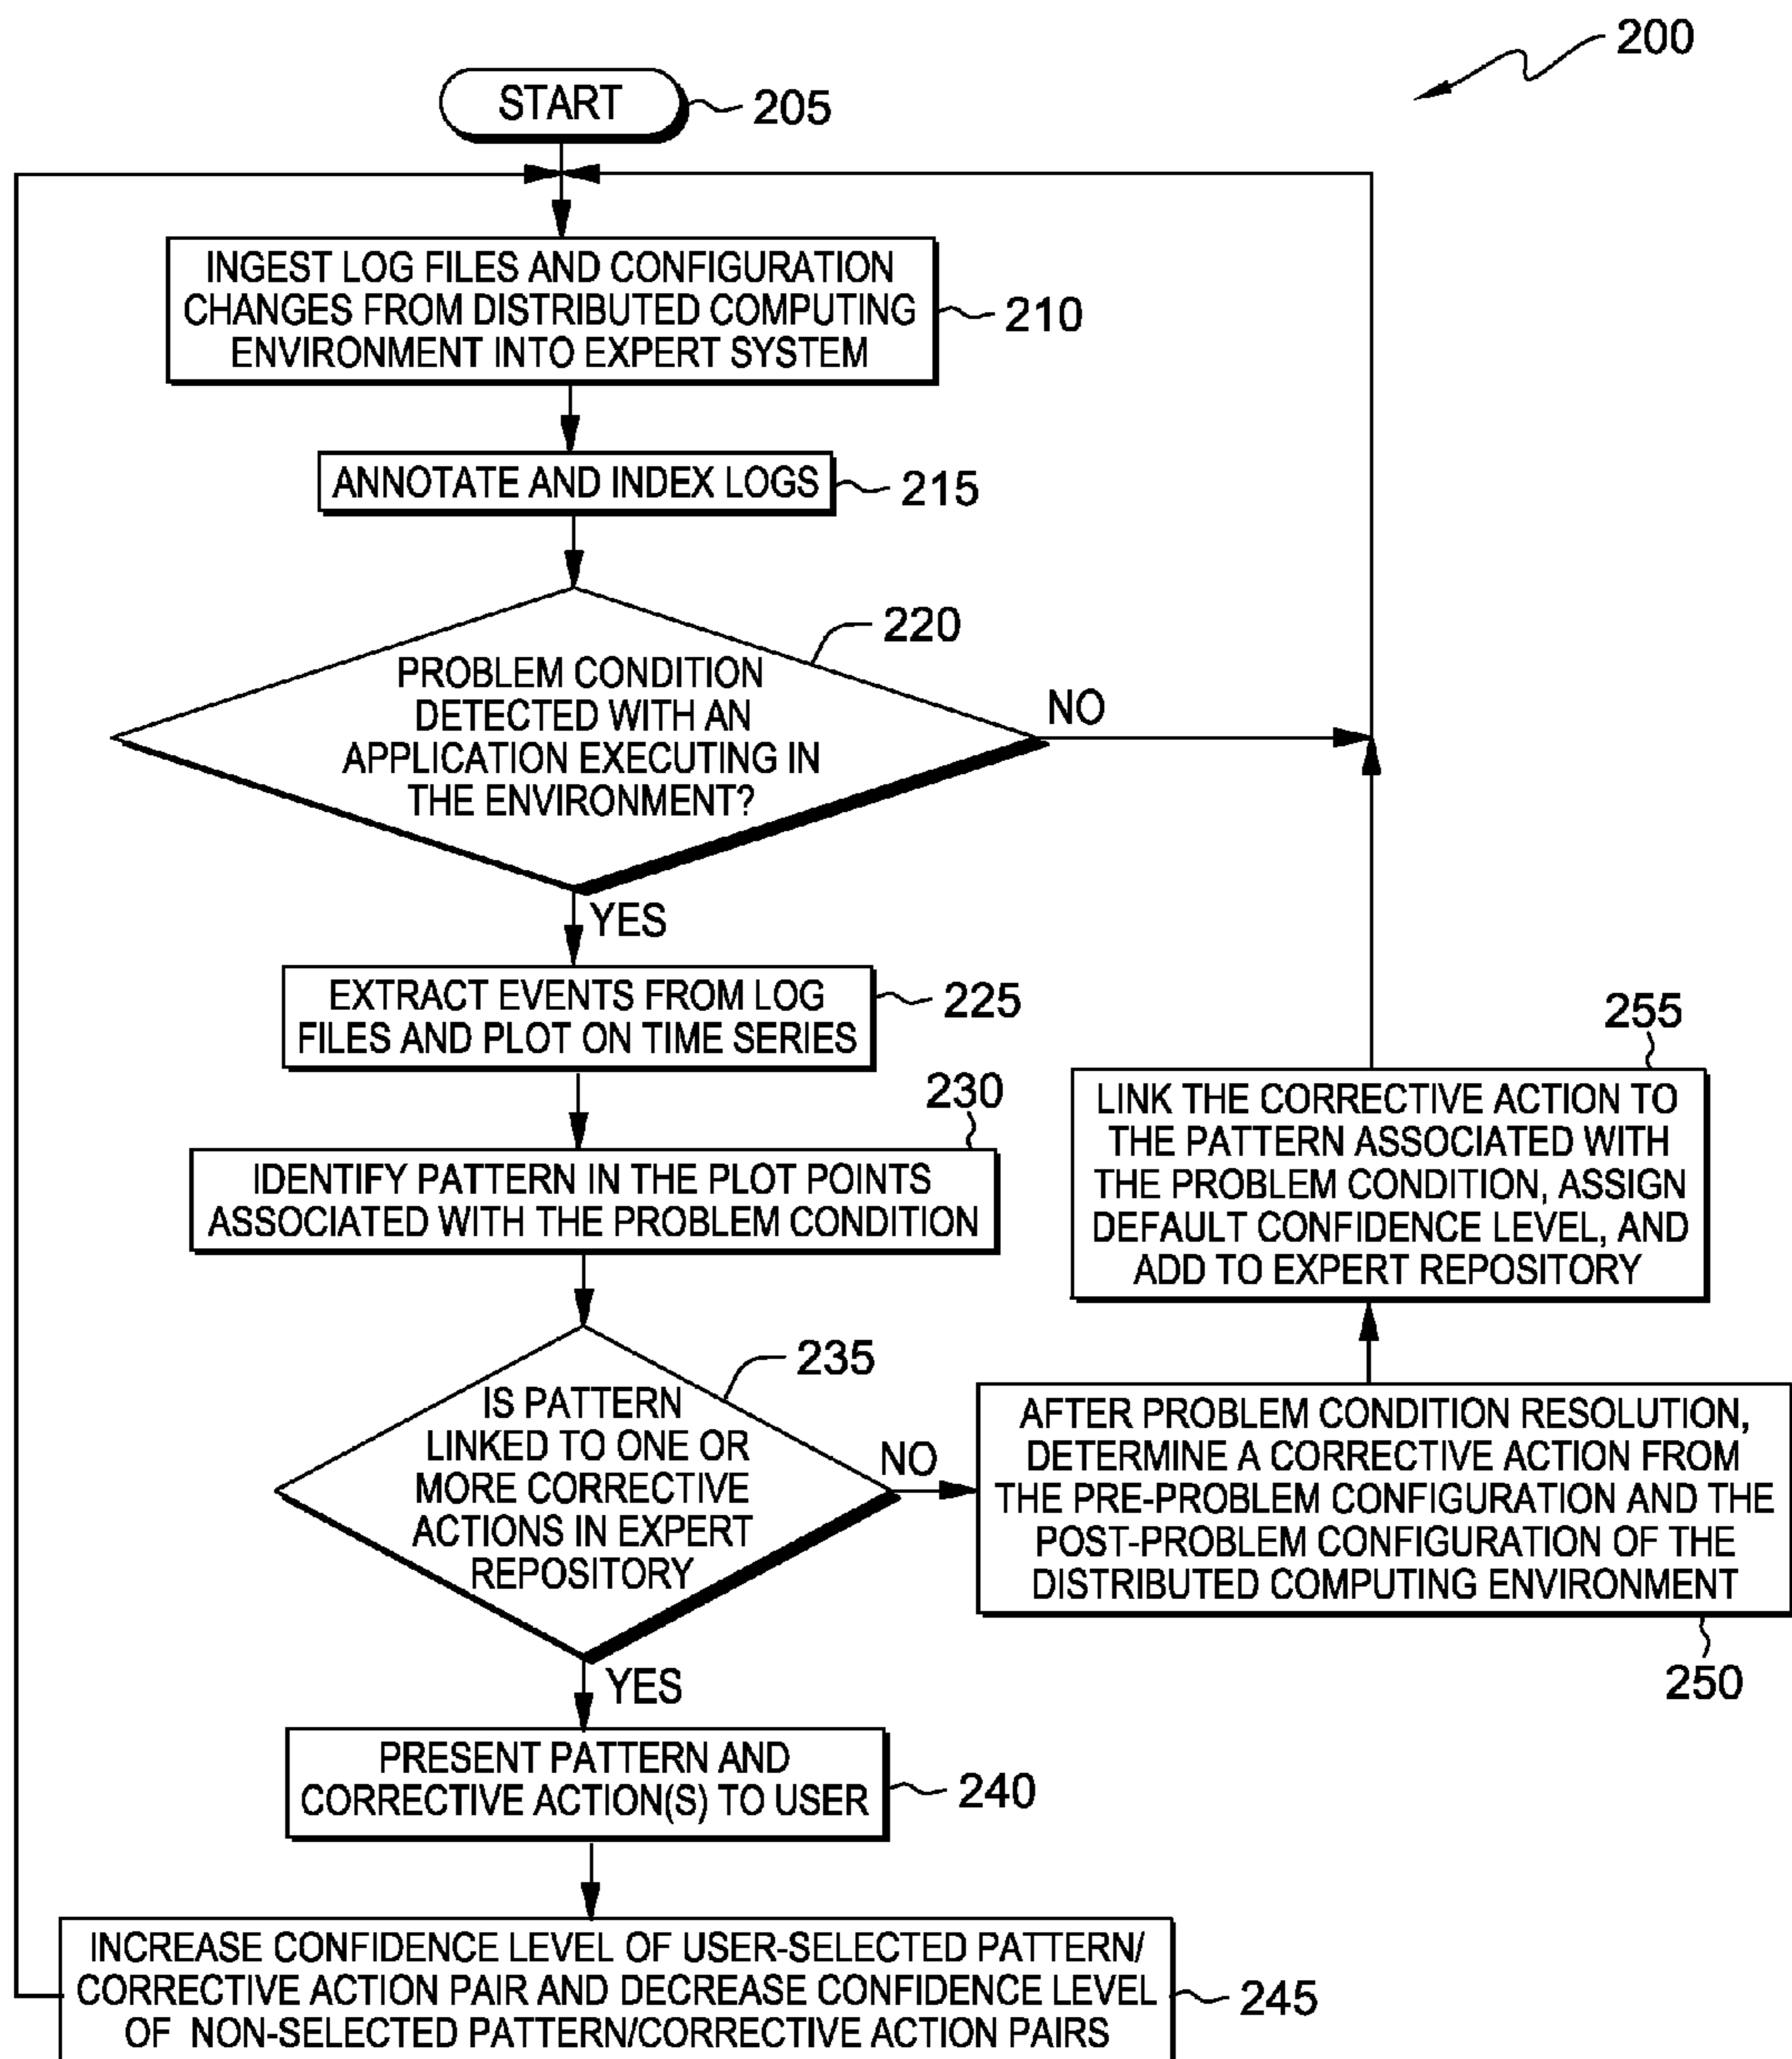 200
START
205
INGEST LOG FILES AND CONFIGURATION
CHANGES FROM DISTRIBUTED COMPUTING
ENVIRONMENT INTO EXPERT SYSTEM
210
ANNOTATE AND INDEX LOGS
215
220
PROBLEM CONDITION
DETECTED WITH AN
APPLICATION EXECUTING IN
THE ENVIRONMENT?
NO
YES
EXTRACT EVENTS FROM LOG
FILES AND PLOT ON TIME SERIES
225
230
IDENTIFY PATTERN IN THE PLOT POINTS
ASSOCIATED WITH THE PROBLEM CONDITION
235
IS PATTERN
LINKED TO ONE OR
MORE CORRECTIVE
ACTIONS IN EXPERT
REPOSITORY
NO
YES
255
LINK THE CORRECTIVE ACTION TO
THE PATTERN ASSOCIATED WITH
THE PROBLEM CONDITION, ASSIGN
DEFAULT CONFIDENCE LEVEL, AND
ADD TO EXPERT REPOSITORY
AFTER PROBLEM CONDITION RESOLUTION,
DETERMINE A CORRECTIVE ACTION FROM
THE PRE-PROBLEM CONFIGURATION AND THE
POST-PROBLEM CONFIGURATION OF THE
DISTRIBUTED COMPUTING ENVIRONMENT
250
PRESENT PATTERN AND
CORRECTIVE ACTION(S) TO USER
240
INCREASE CONFIDENCE LEVEL OF USER-SELECTED PATTERN/
CORRECTIVE ACTION PAIR AND DECREASE CONFIDENCE LEVEL
OF NON-SELECTED PATTERN/CORRECTIVE ACTION PAIRS
245